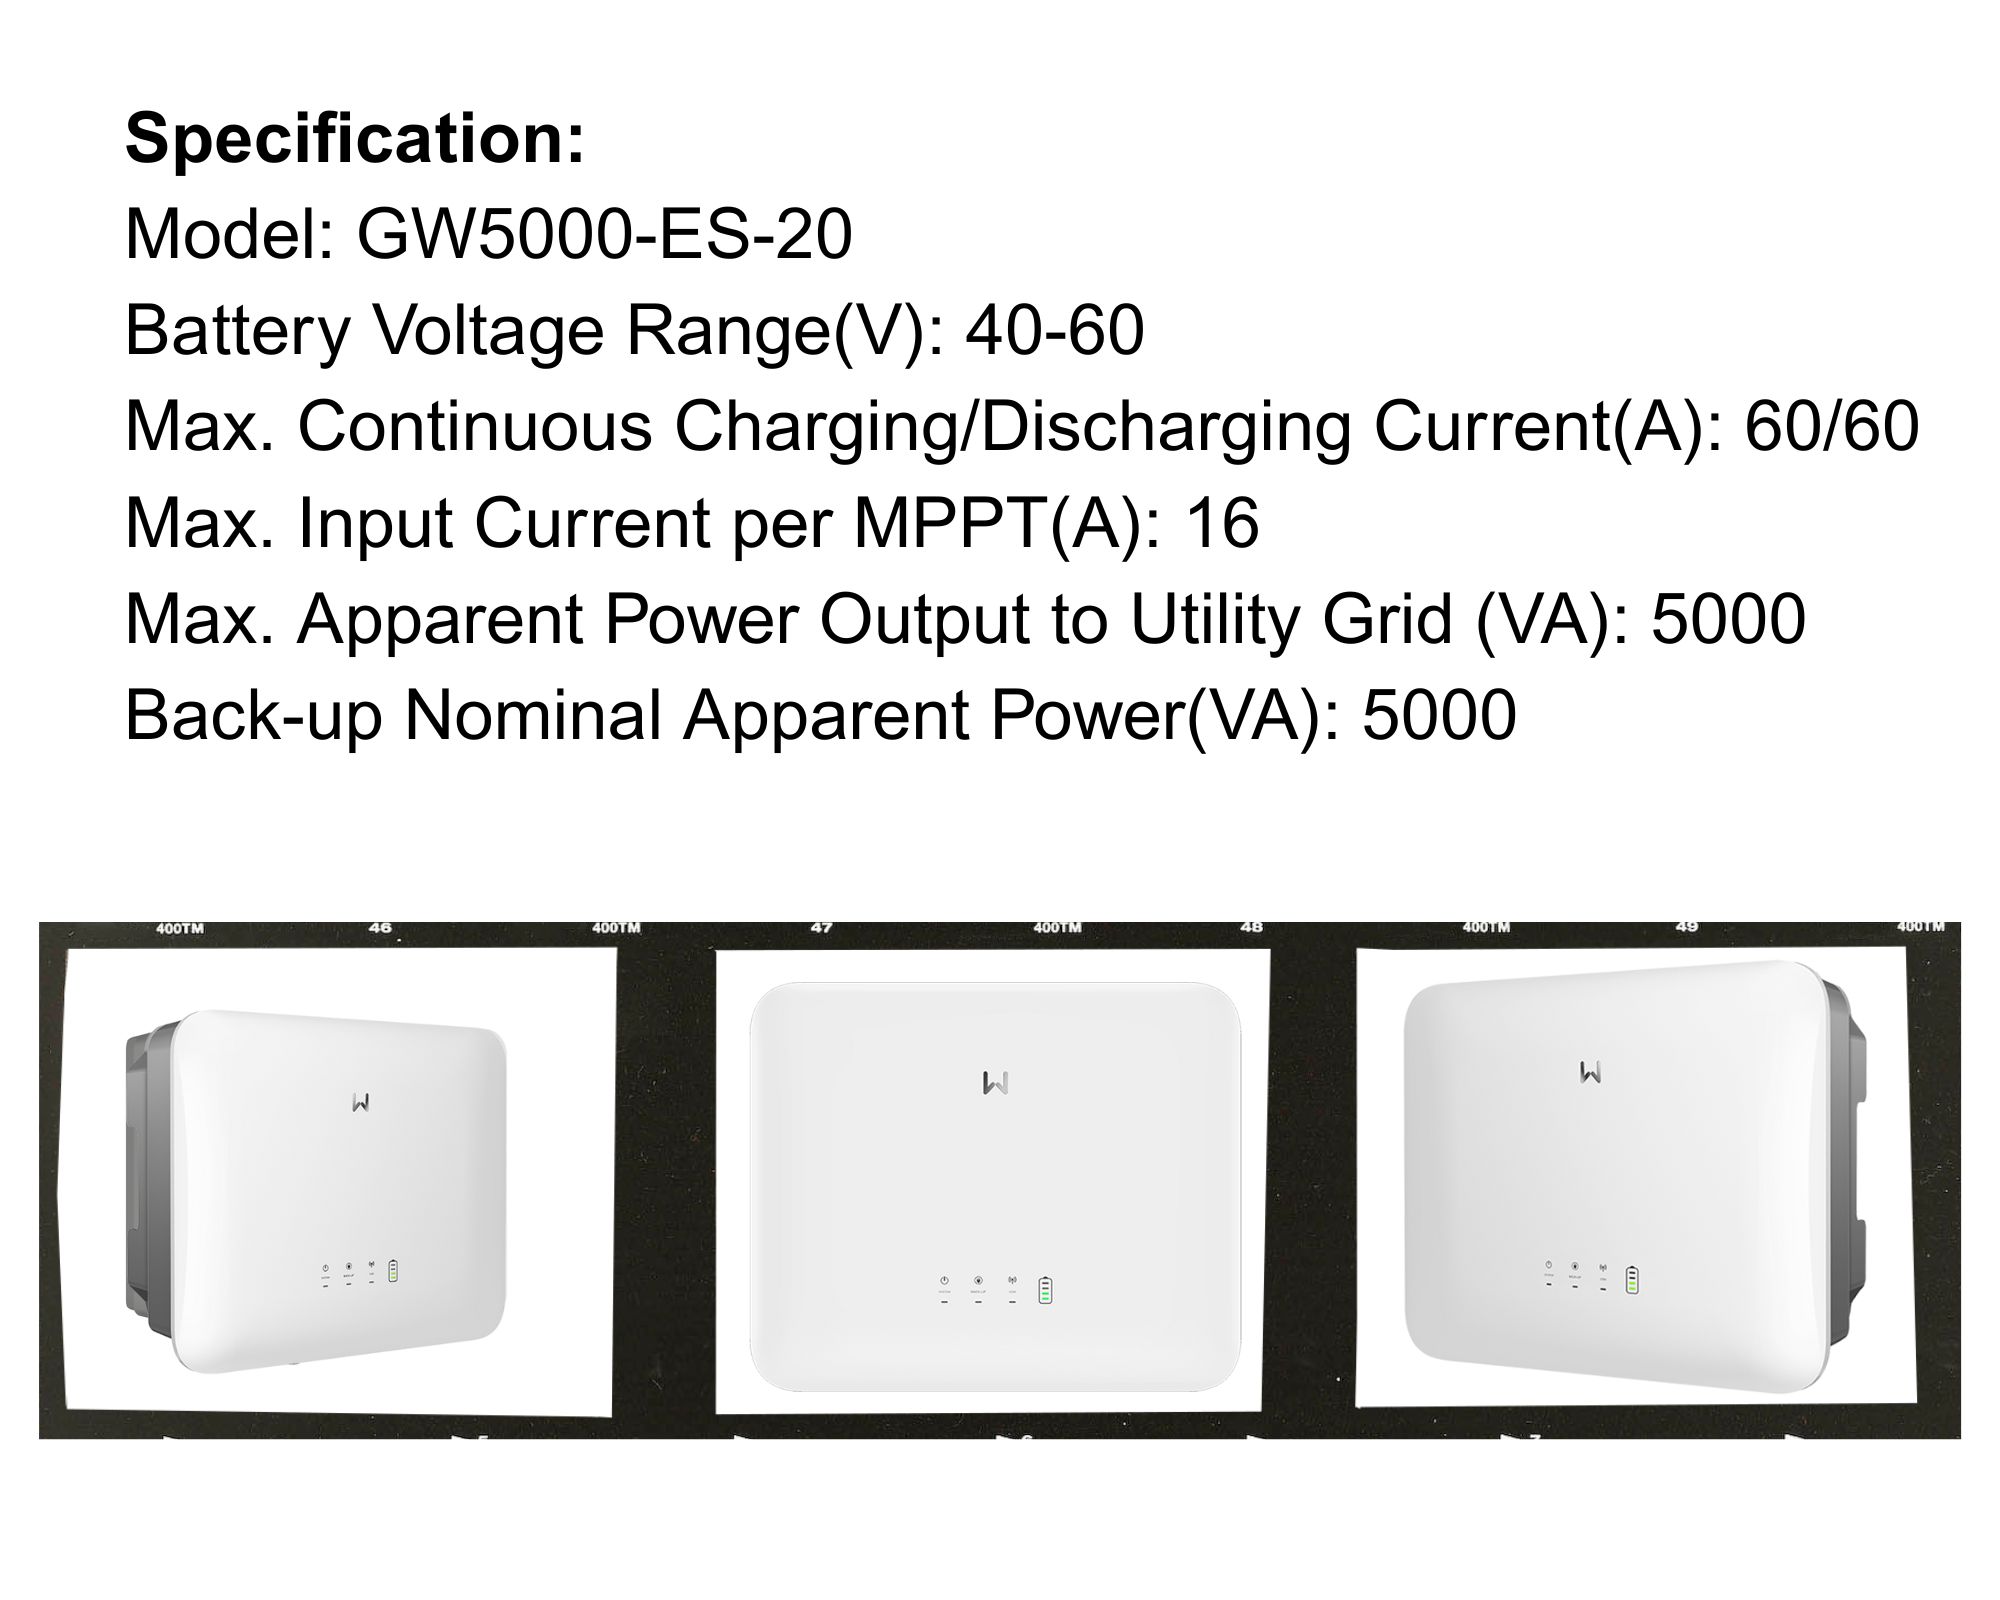 Specification:
Model: GW5000-ES-20
Battery Voltage Range(V): 40-60
Max. Continuous Charging/Discharging Current(A): 60/60
Max. Input Current per MPPT(A): 16
Max. Apparent Power Output to Utility Grid (VA): 5000
Back-up Nominal Apparent Power(VA): 5000
400TM 46 400TM 47 400TM 48 400TM 49 400TM